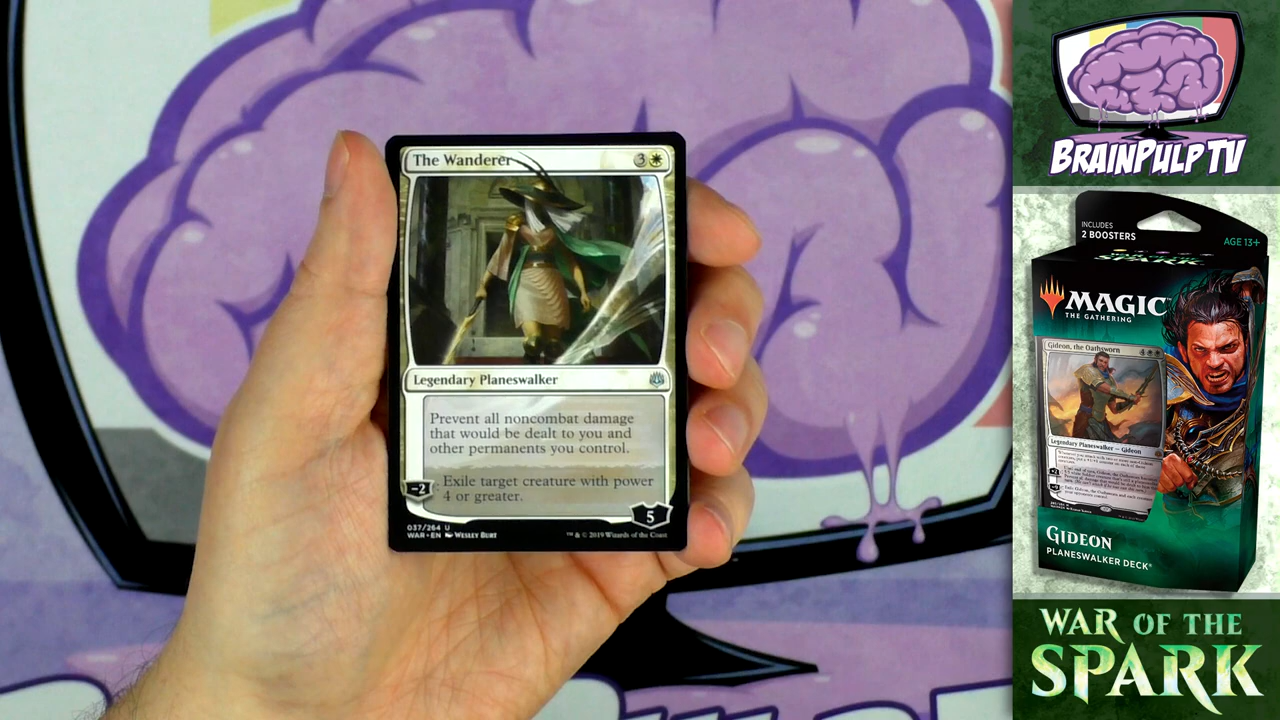 The Wanderer
3
Legendary Planeswalker
Prevent all noncombat damage
that would be dealt to you and
other permanents you control.
-2
Exile target creature with power
4 or greater.
5
037/264 U
WAR • EN Wesley Burt
™ & © 2019 Wizards of the Coast
BRAINPULP TV
INCLUDES
2 BOOSTERS
AGE 13+
SPARK
MAGIC
THE GATHERING
Gideon, the Oathsworn
4
Legendary Planeswalker — Gideon
GIDEON
PLANESWALKER DECK®
WAR OF THE
SPARK